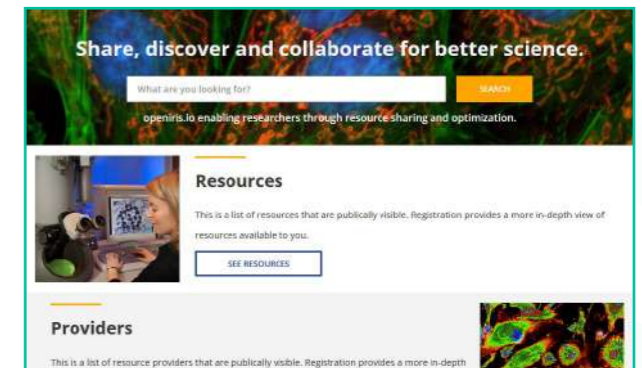 Share, discover and collaborate for better science.
What are you looking for?
SEARCH
openiris.io enabling researchers through resource sharing and optimization.
Resources
This is a list of resources that are publically visible. Registration provides a more in-depth view of
resources available to you.
SEE RESOURCES
Providers
This is a list of resource providers that are publically visible. Registration provides a more in-depth